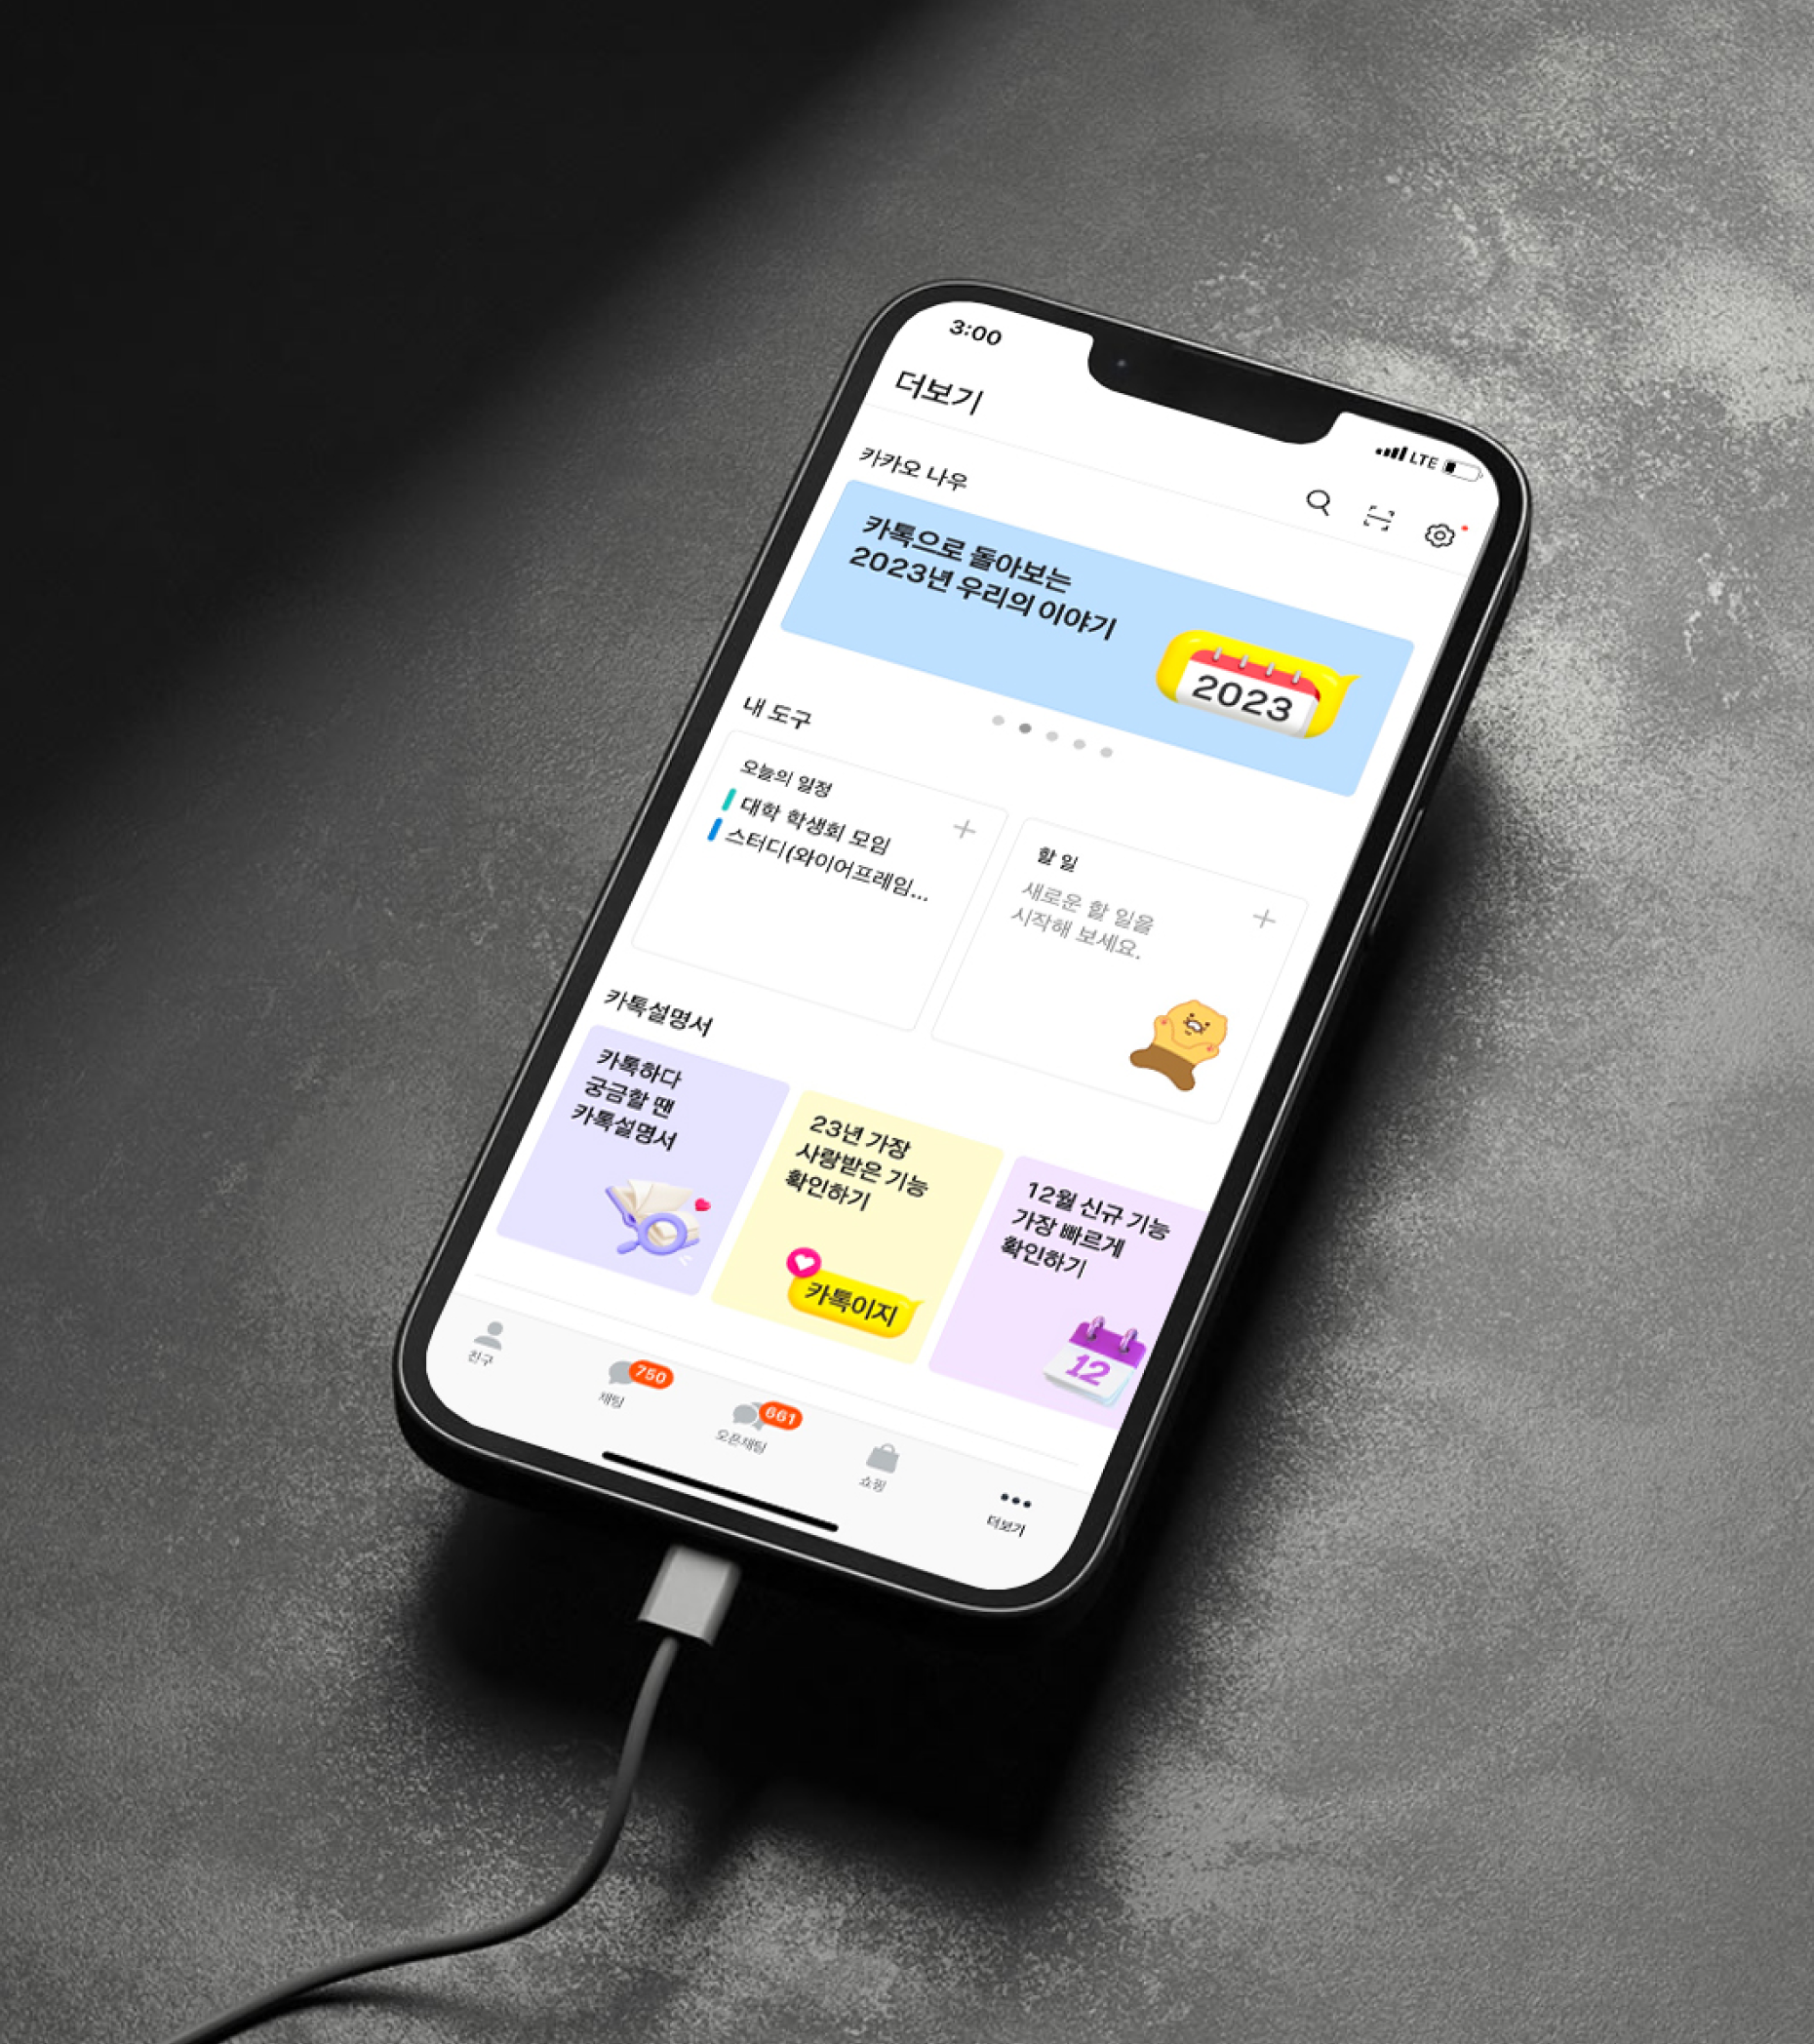 3:00
LTE
더보기
카카오 나우
카톡으로 돌아보는
2023년 우리의 이야기
2023
내 도구
오늘의 일정
대학 학생회 모임
스터디(와이어프레임...
할 일
새로운 할 일을
시작해 보세요.
카톡설명서
카톡하다
궁금할 땐
카톡설명서
23년 가장
사랑받은 기능
확인하기
카톡이지
12월 신규 기능
가장 빠르게
확인하기
12
친구
750
채팅
661
오픈채팅
쇼핑
더보기